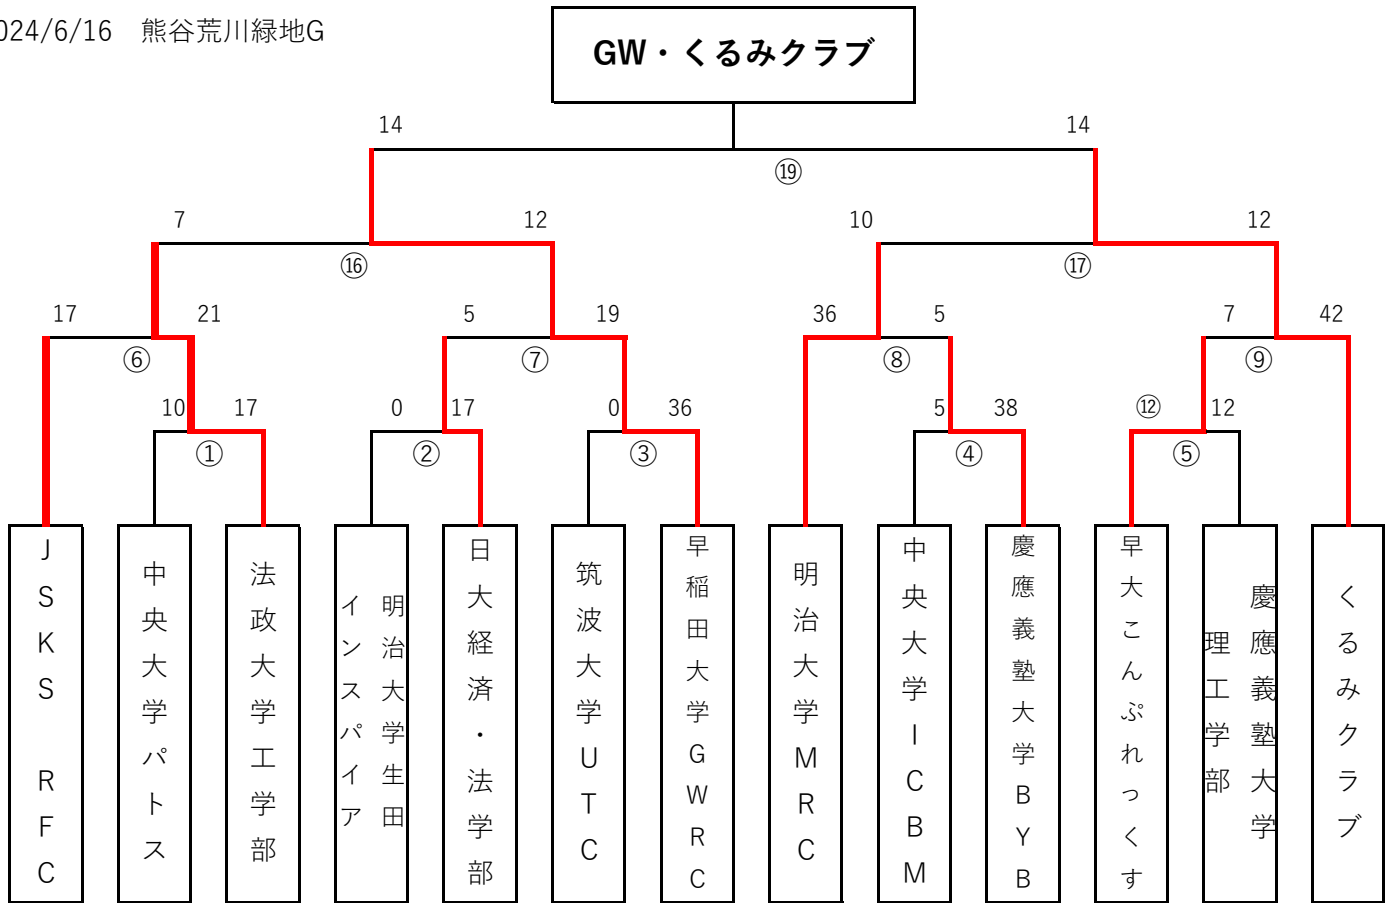 024/6/16 熊谷荒川緑地G
GW・くるみクラブ
14 14
⑲
7 12 10 12
⑯ ⑰
17 21 5 19 36 5 7 42
⑥ ⑦ ⑧ ⑨
10 17 0 17 0 36 5 38 ⑫ 12
① ② ③ ④ ⑤
JSKS RFC
中央大学パトス
法政大学工学部
明治大学生田
インスパイア
日大経済・法学部
筑波大学UTC
早稲田大学GWRC
明治大学MRC
中央大学ICBM
慶應義塾大学BYB
早大こんぷれっくす
慶應義塾大学
理工学部
くるみクラブ